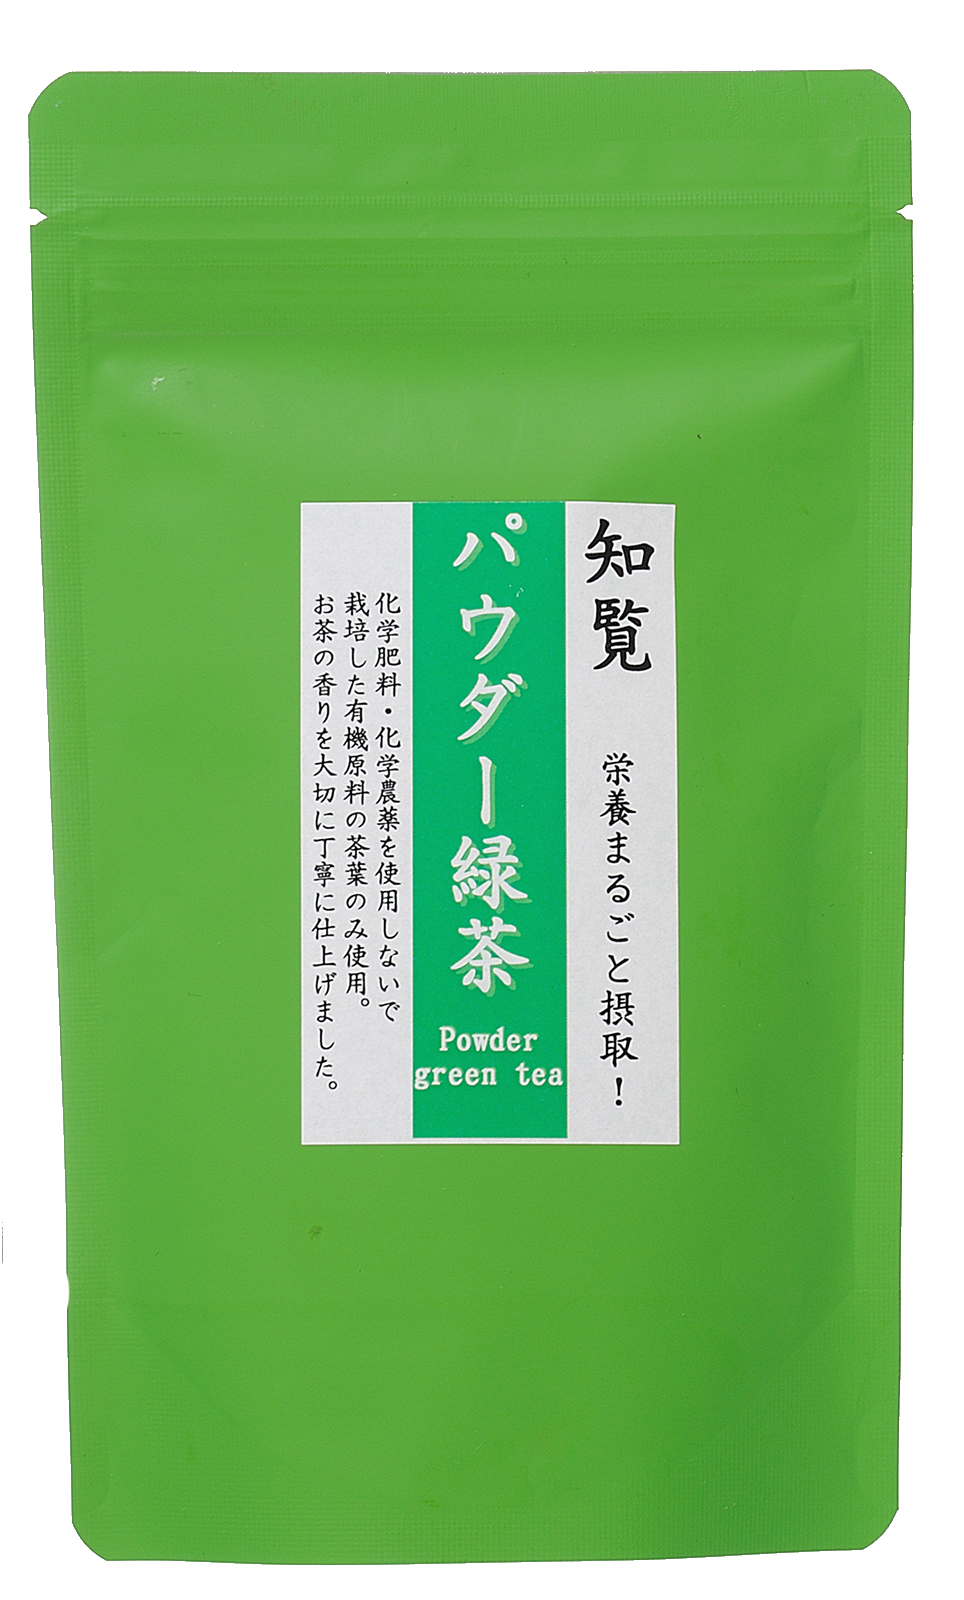 知覧
栄養まるごと摂取！
パウダー緑茶
Powder
green tea
化学肥料・化学農薬を使用しないで
栽培した有機原料の茶葉のみ使用。
お茶の香りを大切に丁寧に仕上げました。